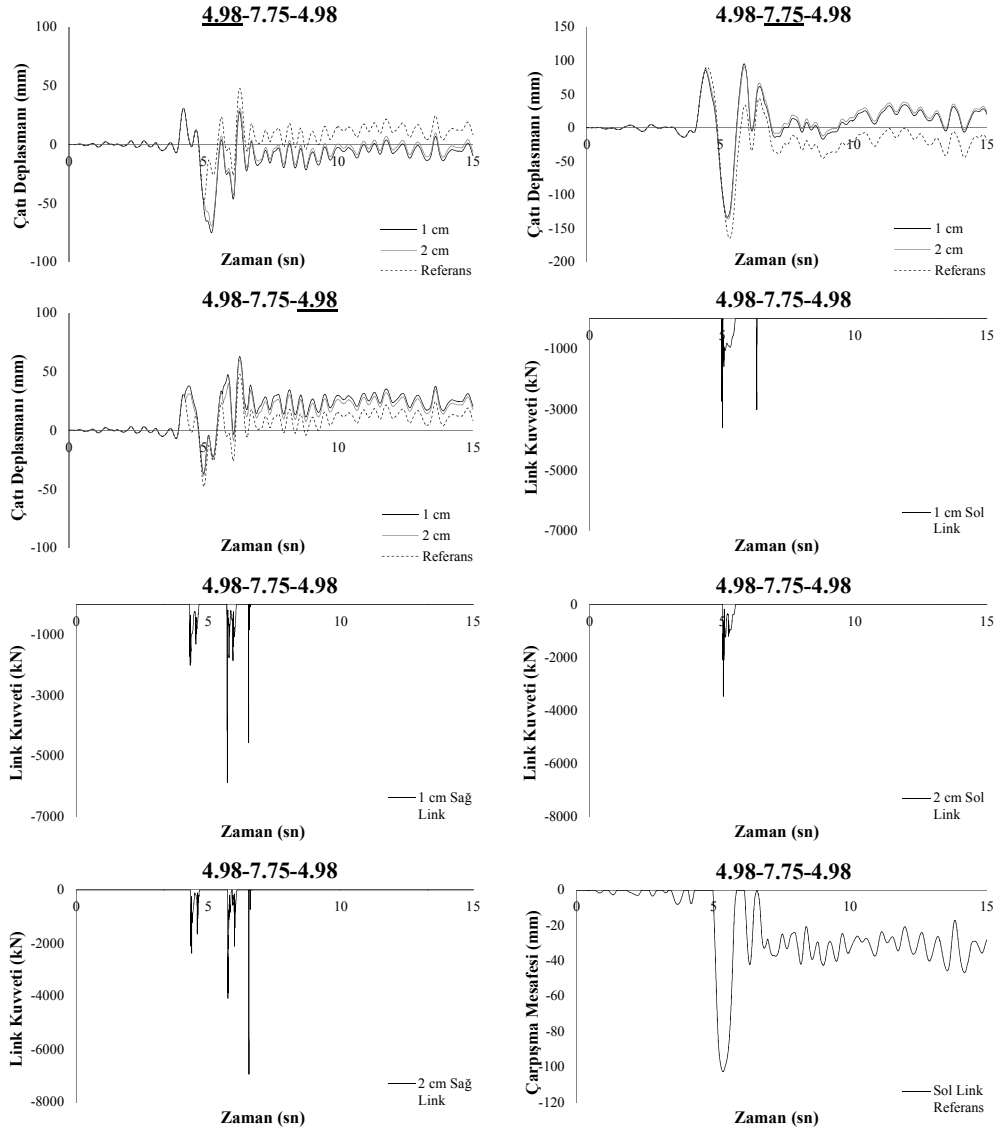 4.98-7.75-4.98
100
50
0
-50
-100
0
5
10
15
Çatı Deplasmanı (mm)
Zaman (sn)
1 cm
2 cm
Referans
4.98-7.75-4.98
150
100
50
0
-50
-100
-150
-200
0
5
10
15
Çatı Deplasmanı (mm)
Zaman (sn)
1 cm
2 cm
Referans
4.98-7.75-4.98
100
50
0
-50
-100
0
5
10
15
Çatı Deplasmanı (mm)
Zaman (sn)
1 cm
2 cm
Referans
4.98-7.75-4.98
-1000
-3000
-5000
-7000
0
5
10
15
Link Kuvveti (kN)
Zaman (sn)
1 cm Sol
Link
4.98-7.75-4.98
-1000
-3000
-5000
-7000
0
5
10
15
Link Kuvveti (kN)
Zaman (sn)
1 cm Sağ
Link
4.98-7.75-4.98
0
-2000
-4000
-6000
-8000
0
5
10
15
Link Kuvveti (kN)
Zaman (sn)
2 cm Sol
Link
4.98-7.75-4.98
0
-2000
-4000
-6000
-8000
0
5
10
15
Link Kuvveti (kN)
Zaman (sn)
2 cm Sağ
Link
4.98-7.75-4.98
0
-20
-40
-60
-80
-100
-120
0
5
10
15
Çarpışma Mesafesi (mm)
Zaman (sn)
Sol Link
Referans